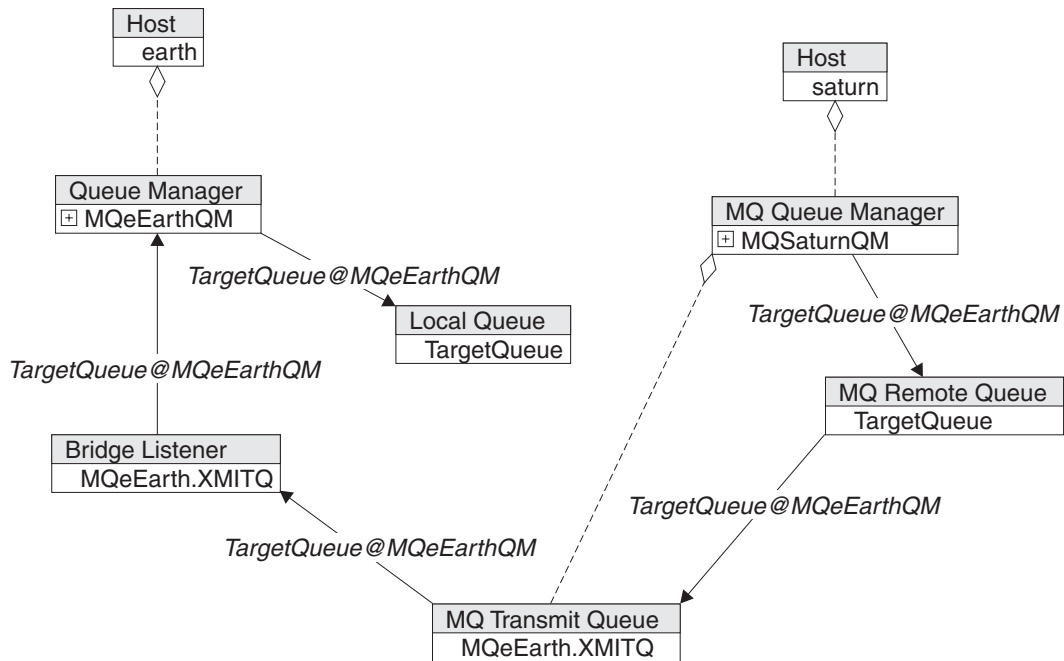 Host
earth
Host
saturn
Queue Manager
MQeEarthQM
MQ Queue Manager
MQSaturnQM
TargetQueue@MQeEarthQM
Local Queue
TargetQueue
TargetQueue@MQeEarthQM
TargetQueue@MQeEarthQM
MQ Remote Queue
TargetQueue
Bridge Listener
MQeEarth.XMITQ
TargetQueue@MQeEarthQM
TargetQueue@MQeEarthQM
MQ Transmit Queue
MQeEarth.XMITQ